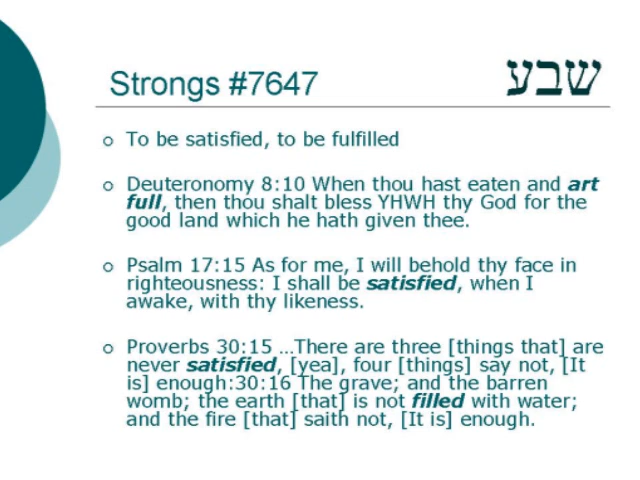 Strongs #7647 שבע
To be satisfied, to be fulfilled
Deuteronomy 8:10 When thou hast eaten and art
full, then thou shalt bless YHWH thy God for the
good land which he hath given thee.
Psalm 17:15 As for me, I will behold thy face in
righteousness: I shall be satisfied, when I
awake, with thy likeness.
Proverbs 30:15 ...There are three [things that] are
never satisfied, [yea], four [things] say not, [It
is] enough:30:16 The grave; and the barren
womb; the earth [that] is not filled with water;
and the fire [that] saith not, [It is] enough.